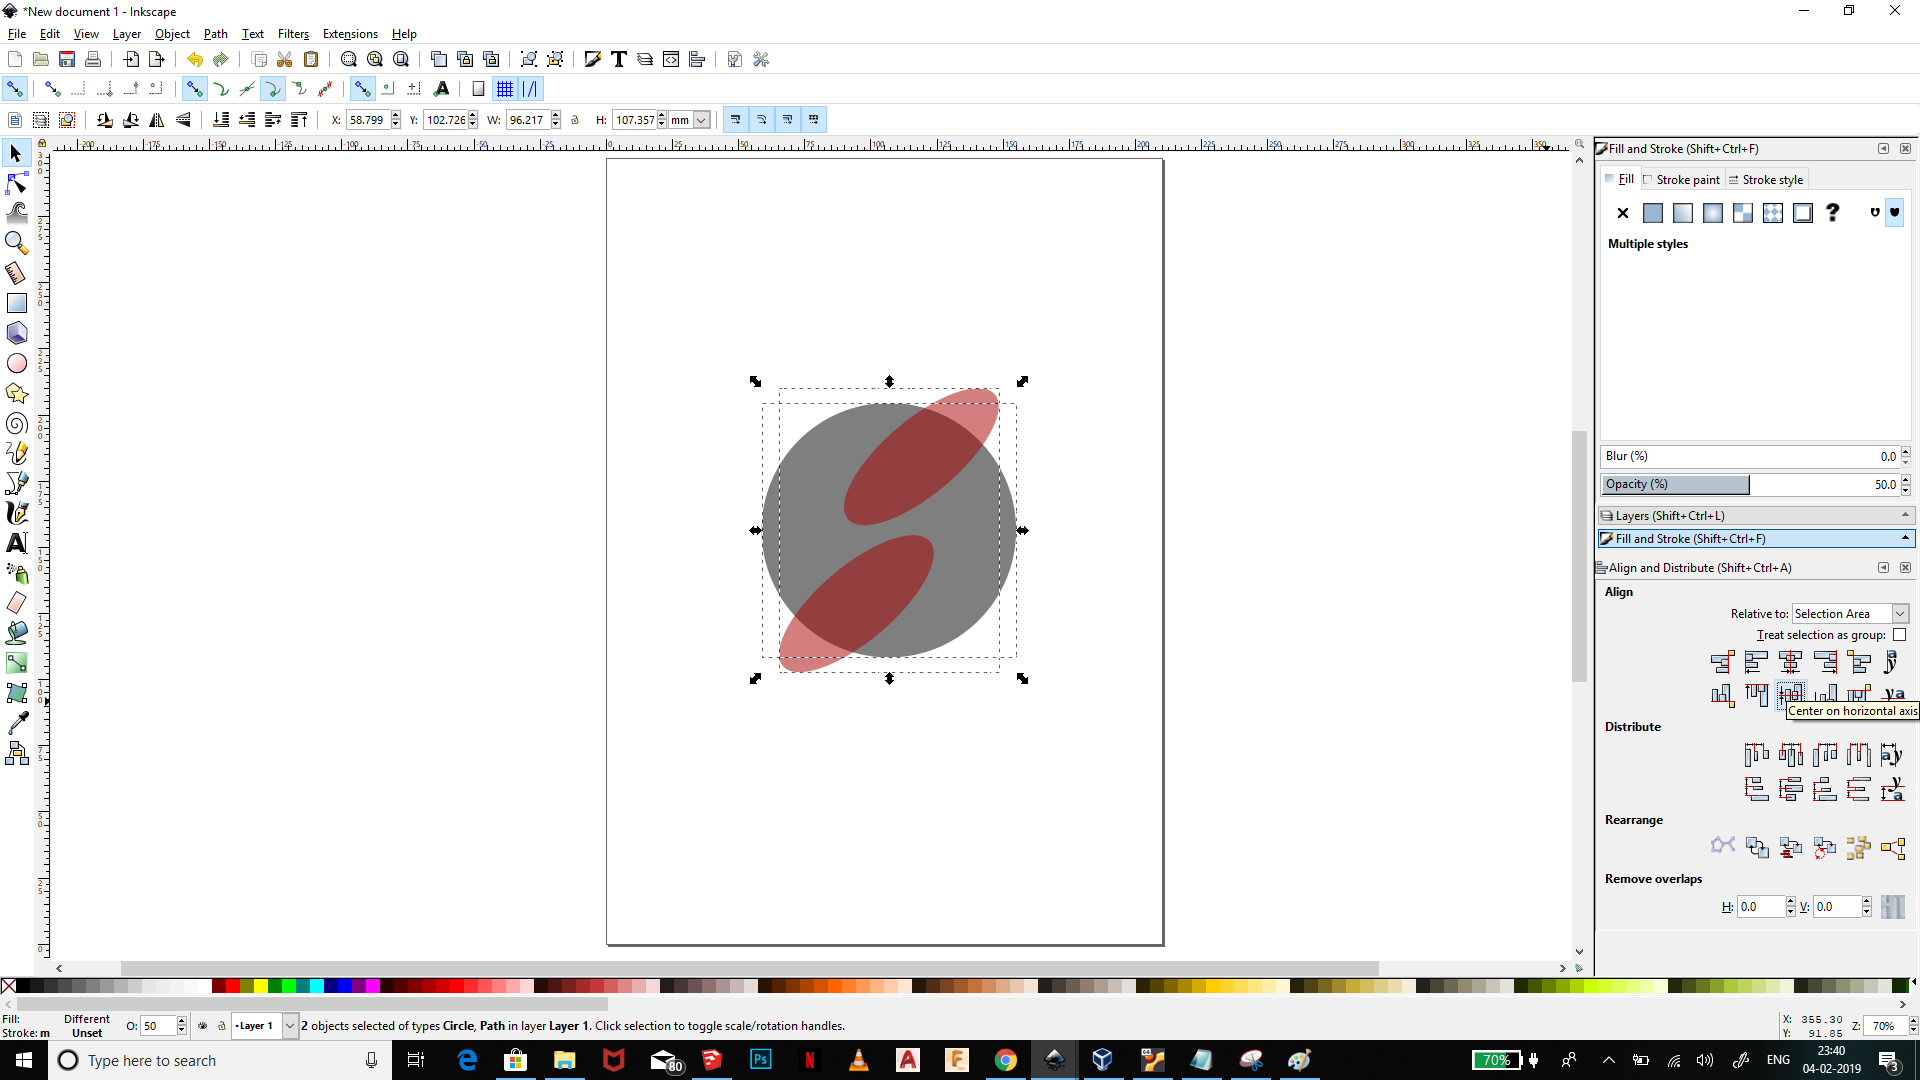 *New document 1 - Inkscape
File Edit View Layer Object Path Text Filters Extensions Help
X: 58.799 Y: 102.726 W: 96.217 H: 107.357 mm
Fill and Stroke (Shift+Ctrl+F)
Fill Stroke paint Stroke style
Multiple styles
Blur (%) 0.0
Opacity (%) 50.0
Layers (Shift+Ctrl+L)
Fill and Stroke (Shift+Ctrl+F)
Align and Distribute (Shift+Ctrl+A)
Align
Relative to: Selection Area
Treat selection as group:
Center on horizontal axis
Distribute
Rearrange
Remove overlaps
H: 0.0 V: 0.0
Fill: Different
Stroke: m Unset
O: 50
Layer 1
2 objects selected of types Circle, Path in layer Layer 1. Click selection to toggle scale/rotation handles.
X: 355.30
Y: 91.85
Z: 70%
Type here to search
80
Ps
N
A
F
70%
ENG
23:40
04-02-2019
3